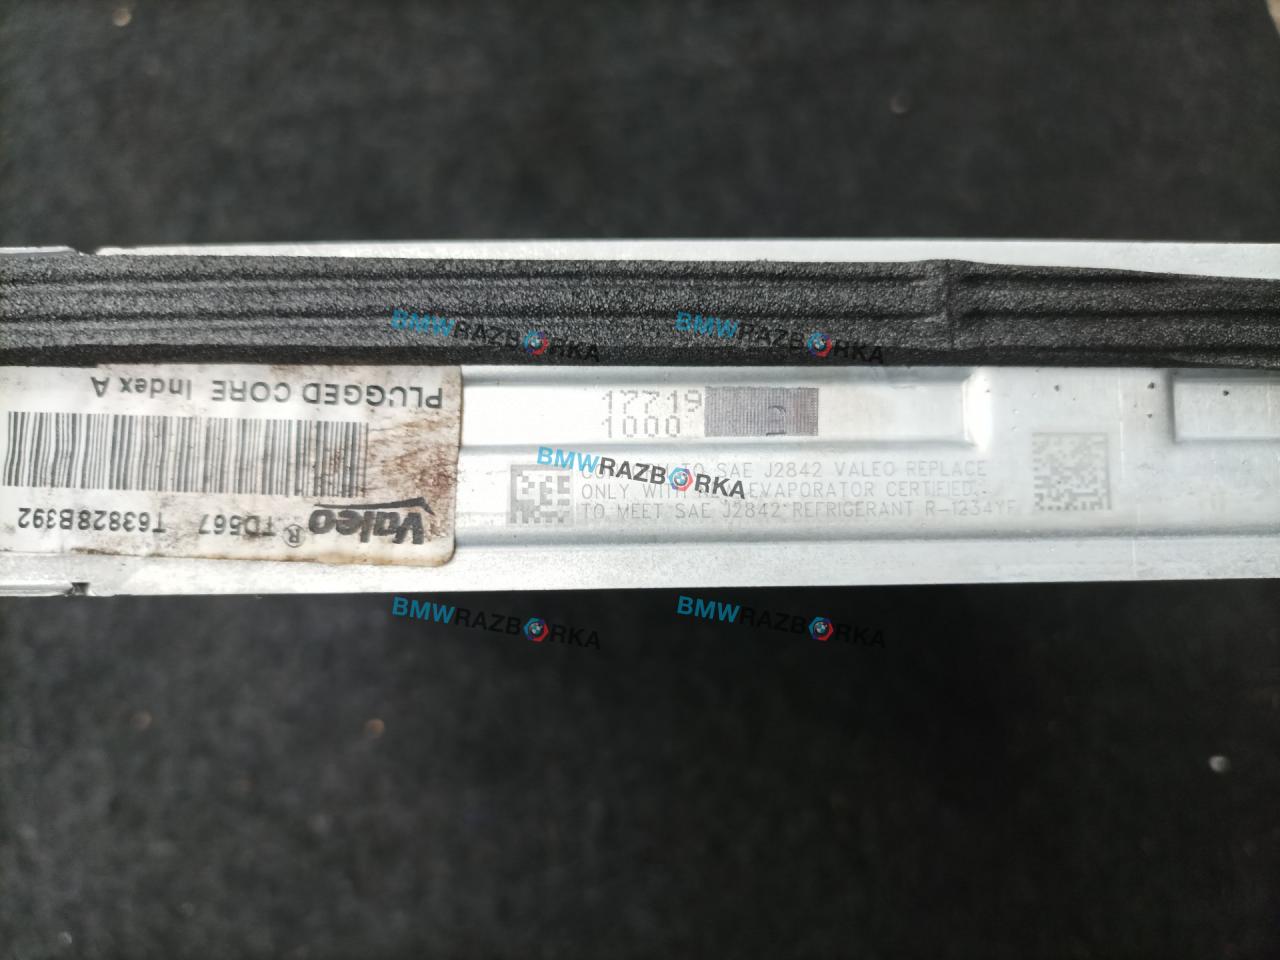 PLUGGED CORE Index A
Valeo ® TD567 T638288B392
17719
1000
TO SAE J2842 VALEO REPLACE
ONLY WITH EVAPORATOR CERTIFIED
TO MEET SAE J2842 REFRIGERANT R-1234YF
BMWRAZBORKA
BMWRAZBORKA
BMWRAZBORKA
BMWRAZBORKA
BMWRAZBORKA